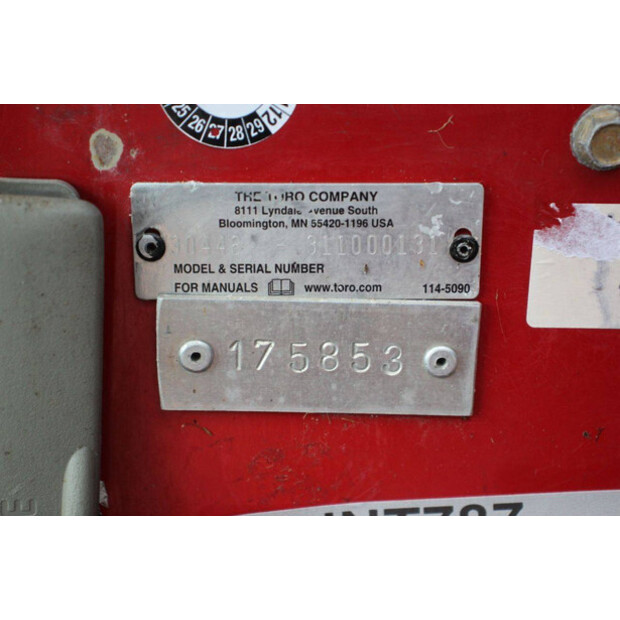 25 26 27 28 29 12
THE TORO COMPANY
8111 Lyndale Avenue South
Bloomington, MN 55420-1196 USA
MODEL & SERIAL NUMBER
FOR MANUALS www.toro.com 114-5090
175853